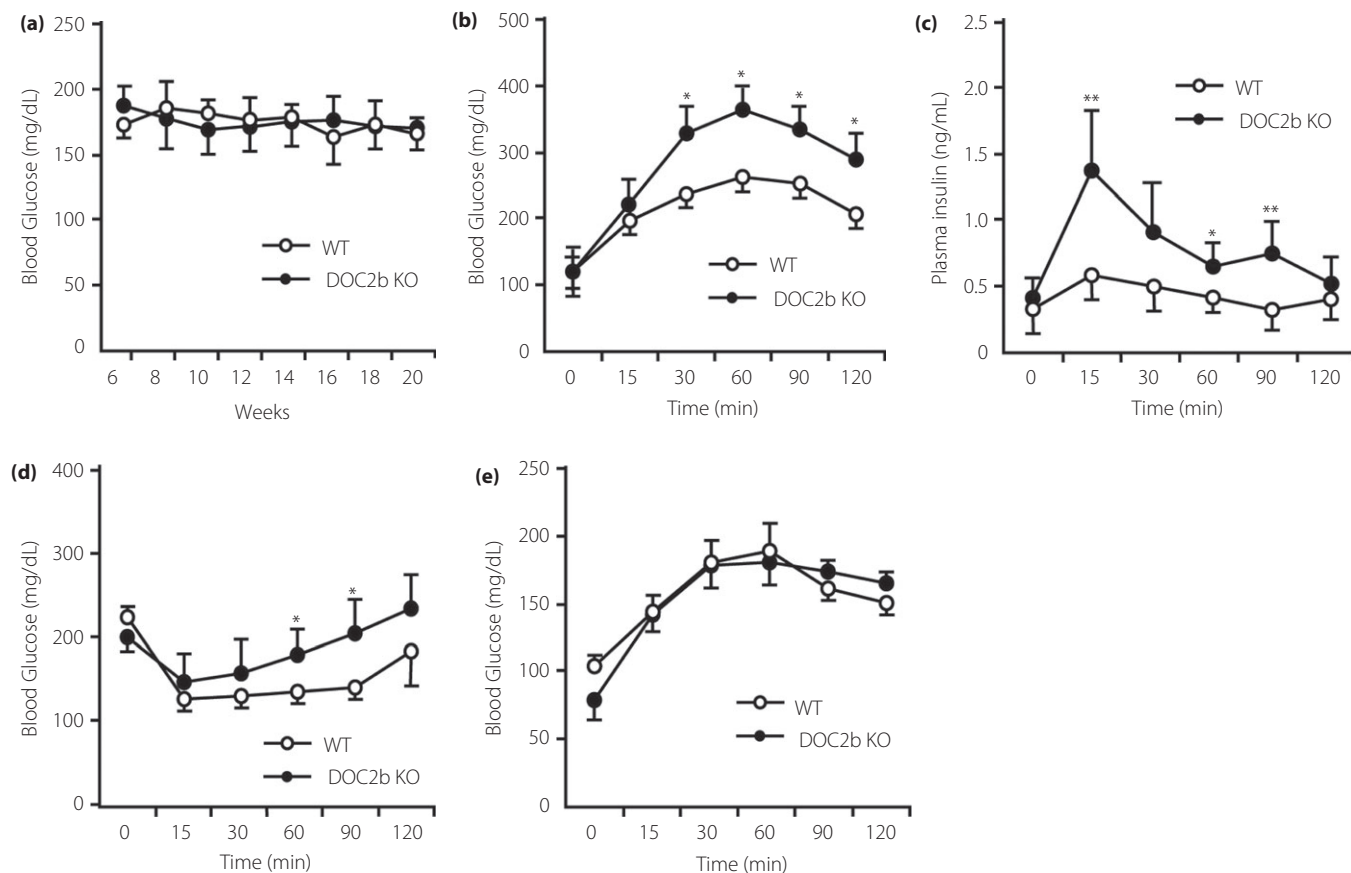 (a)
250
200
150
100
50
0
Blood Glucose (mg/dL)
WT
DOC2b KO
6 8 10 12 14 16 18 20
Weeks
(b)
500
400
300
200
100
0
Blood Glucose (mg/dL)
* * * *
WT
DOC2b KO
0 15 30 60 90 120
Time (min)
(c)
2.5
2.0
1.5
1.0
0.5
0
Plasma insulin (ng/mL)
** * **
WT
DOC2b KO
0 15 30 60 90 120
Time (min)
(d)
400
300
200
100
0
Blood Glucose (mg/dL)
* *
WT
DOC2b KO
0 15 30 60 90 120
Time (min)
(e)
250
200
150
100
50
0
Blood Glucose (mg/dL)
WT
DOC2b KO
0 15 30 60 90 120
Time (min)